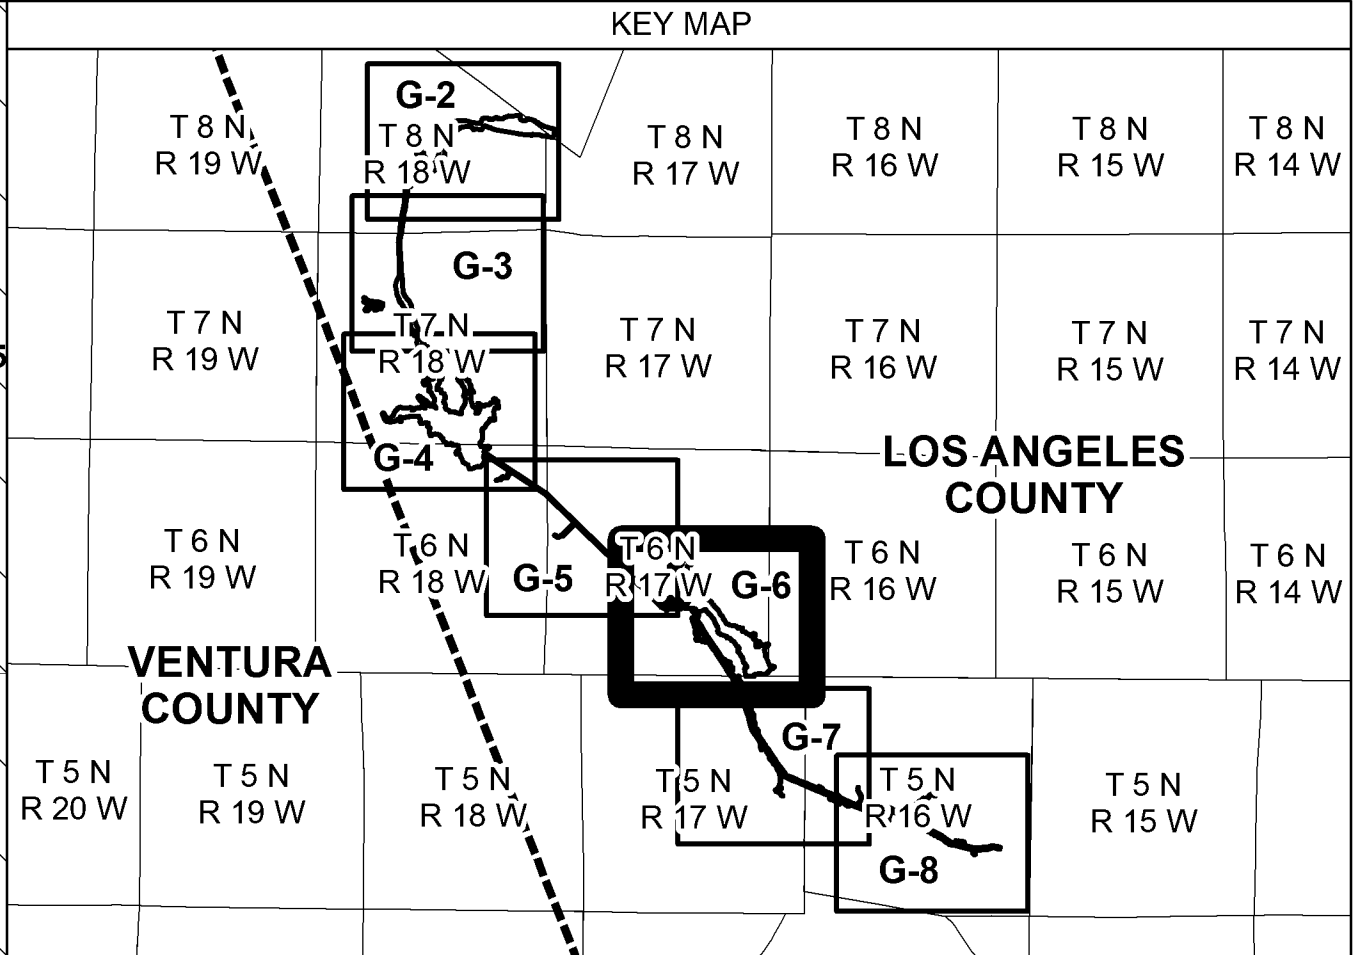 KEY MAP
G-2
T 8 N
R 19 W
T 8 N
R 18 W
T 8 N
R 17 W
T 8 N
R 16 W
T 8 N
R 15 W
T 8 N
R 14 W
G-3
T 7 N
R 19 W
T 7 N
R 18 W
T 7 N
R 17 W
T 7 N
R 16 W
T 7 N
R 15 W
T 7 N
R 14 W
G-4
LOS ANGELES
COUNTY
T 6 N
R 19 W
T 6 N
R 18 W
G-5
T 6 N
R 17 W
G-6
T 6 N
R 16 W
T 6 N
R 15 W
T 6 N
R 14 W
VENTURA
COUNTY
G-7
T 5 N
R 20 W
T 5 N
R 19 W
T 5 N
R 18 W
T 5 N
R 17 W
T 5 N
R 16 W
T 5 N
R 15 W
G-8